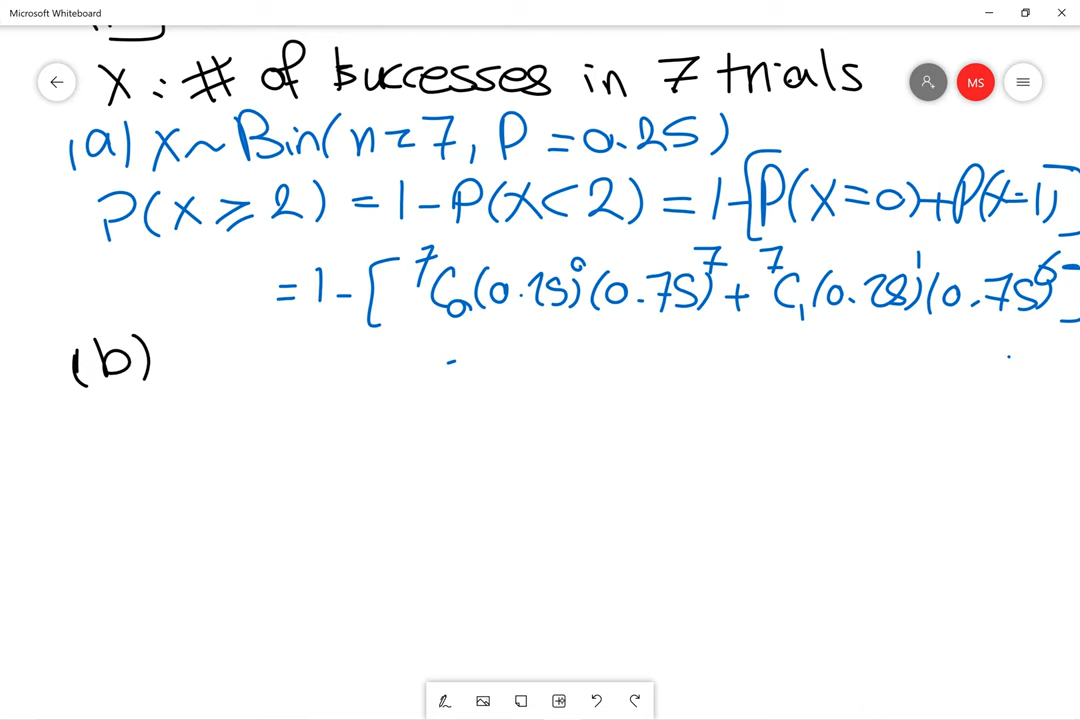 Microsoft Whiteboard
X : # of successes in 7 trials
MS
(a) X ~ Bin(n = 7, P = 0.25)
P(X ≥ 2) = 1 - P(X < 2) = 1 - [P(X = 0) + P(X = 1)]
= 1 - [⁷C₀(0.25)⁰(0.75)⁷ + ⁷C₁(0.25)¹(0.75)⁶]
(b)